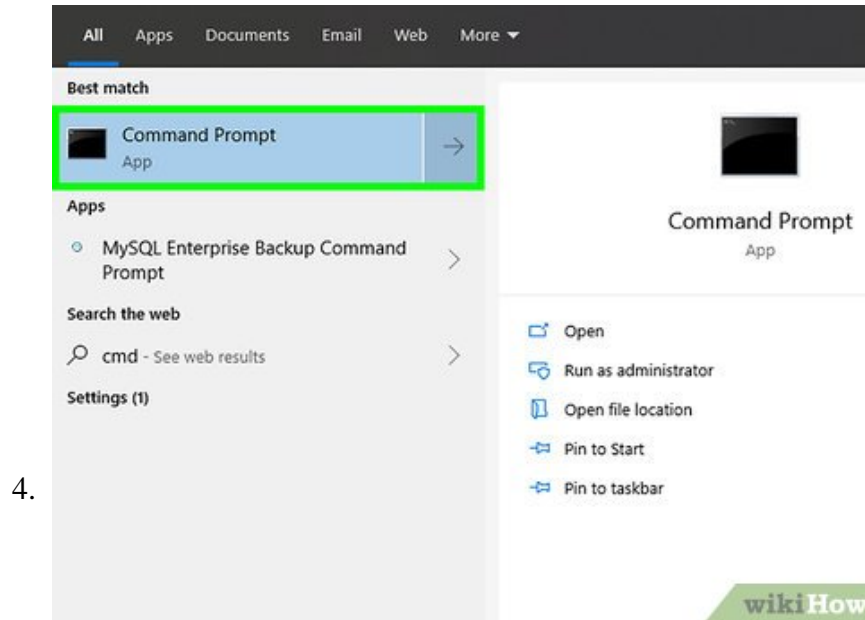 All Apps Documents Email Web More
Best match
Command Prompt
App
Apps
MySQL Enterprise Backup Command
Prompt
Search the web
cmd - See web results
Settings (1)
Command Prompt
App
Open
Run as administrator
Open file location
Pin to Start
Pin to taskbar
4.
wikiHow